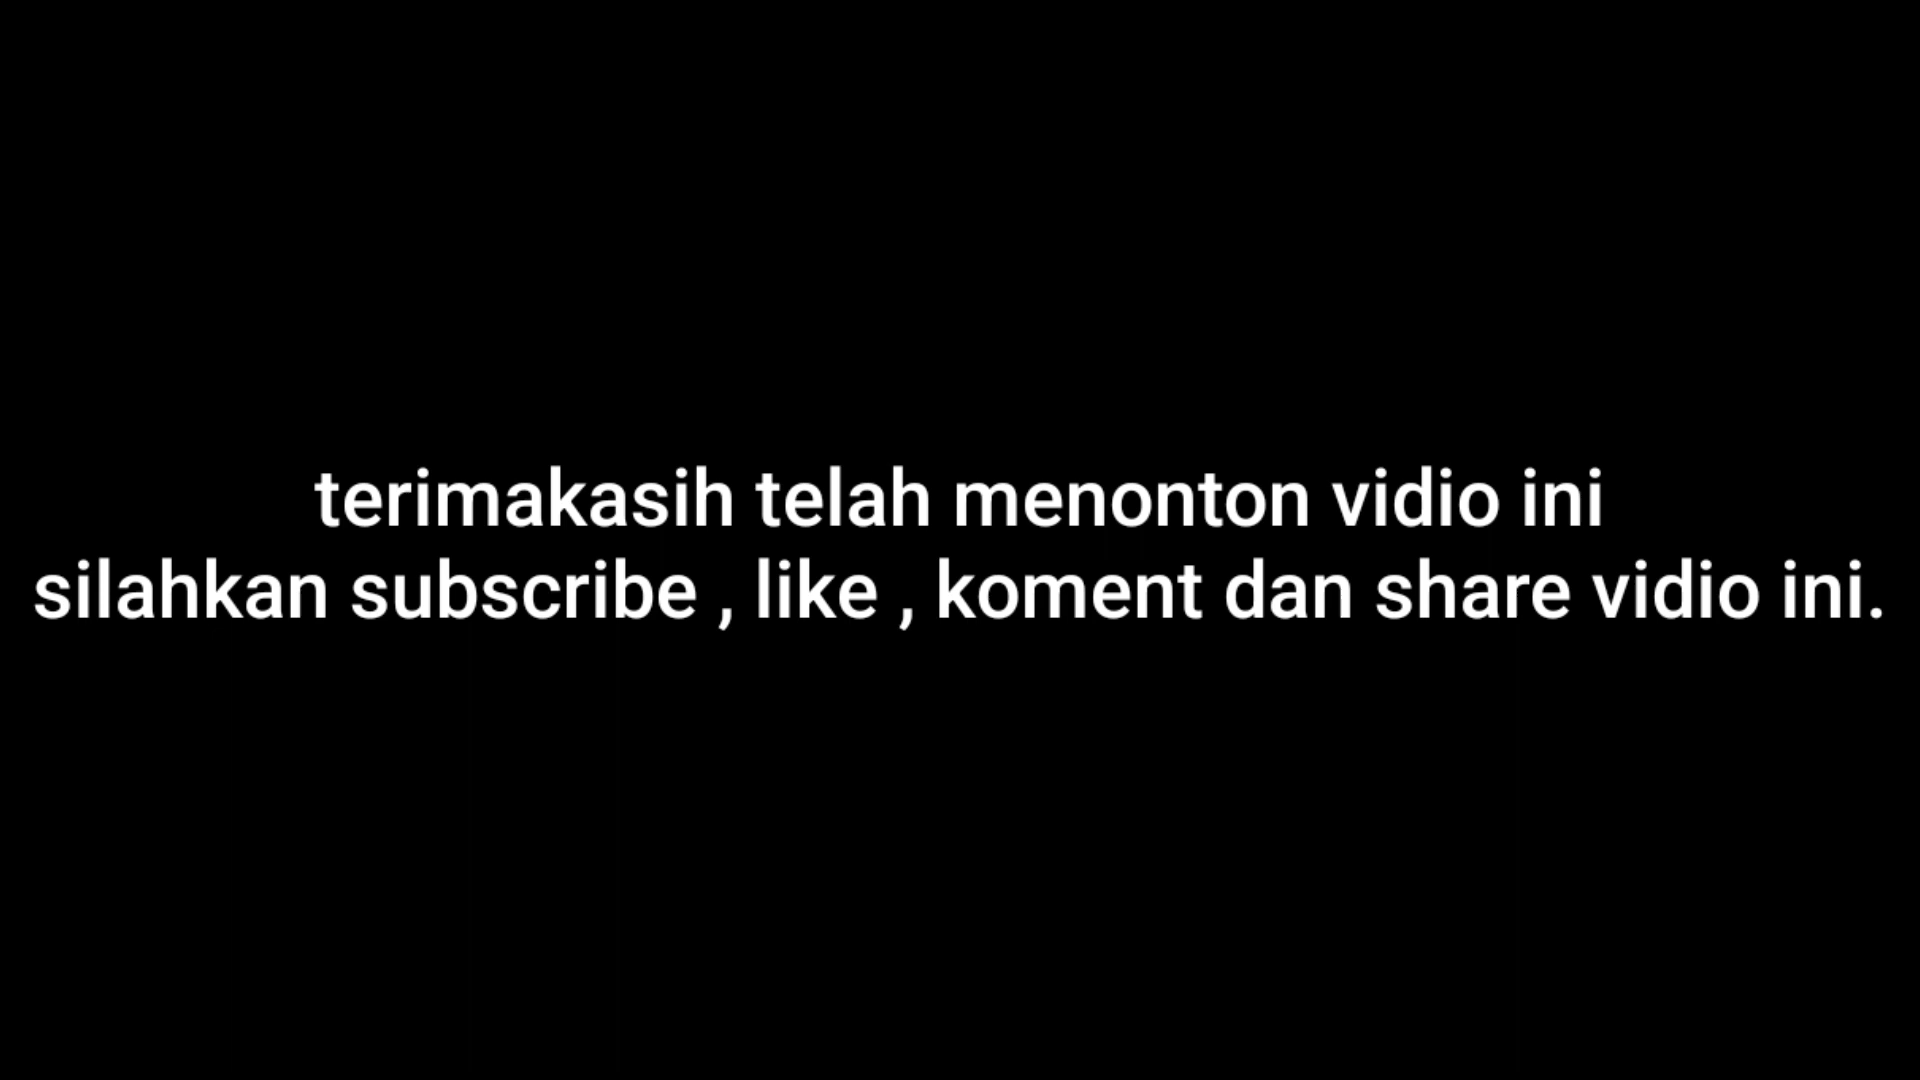 terimakasih telah menonton vidio ini
silahkan subscribe , like , koment dan share vidio ini.